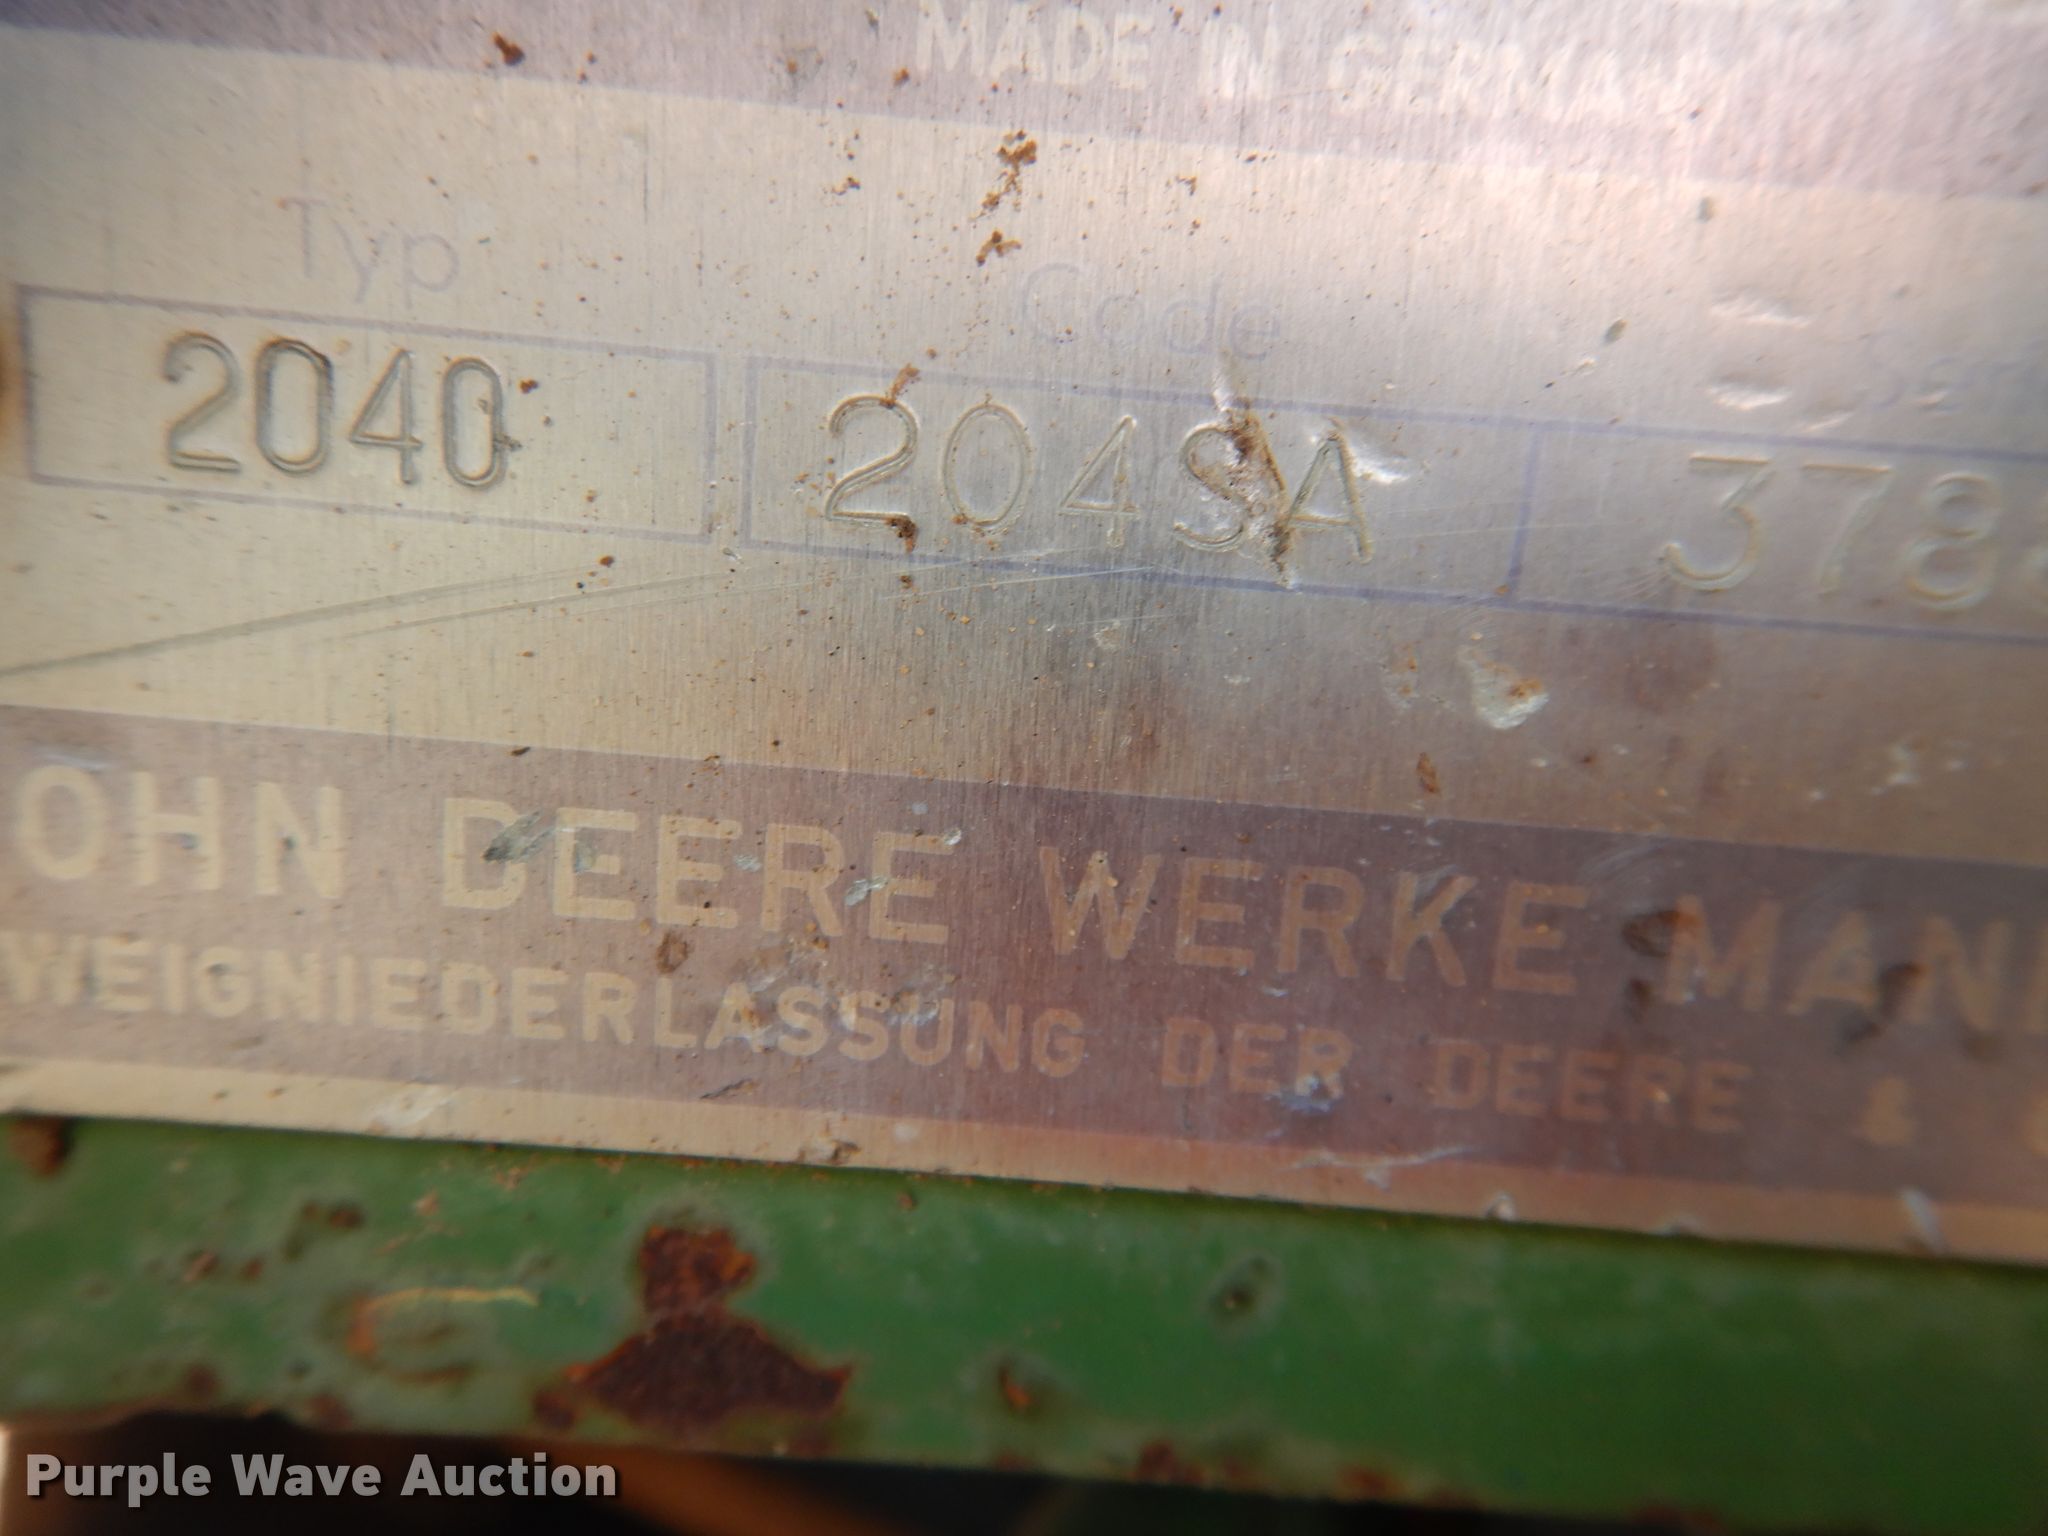 MADE IN GERMANY
Typ Code
2040 204SA 378
OHN DEERE WERKE MAN
WEIGNIEDERLASSUNG DER DEERE &
Purple Wave Auction